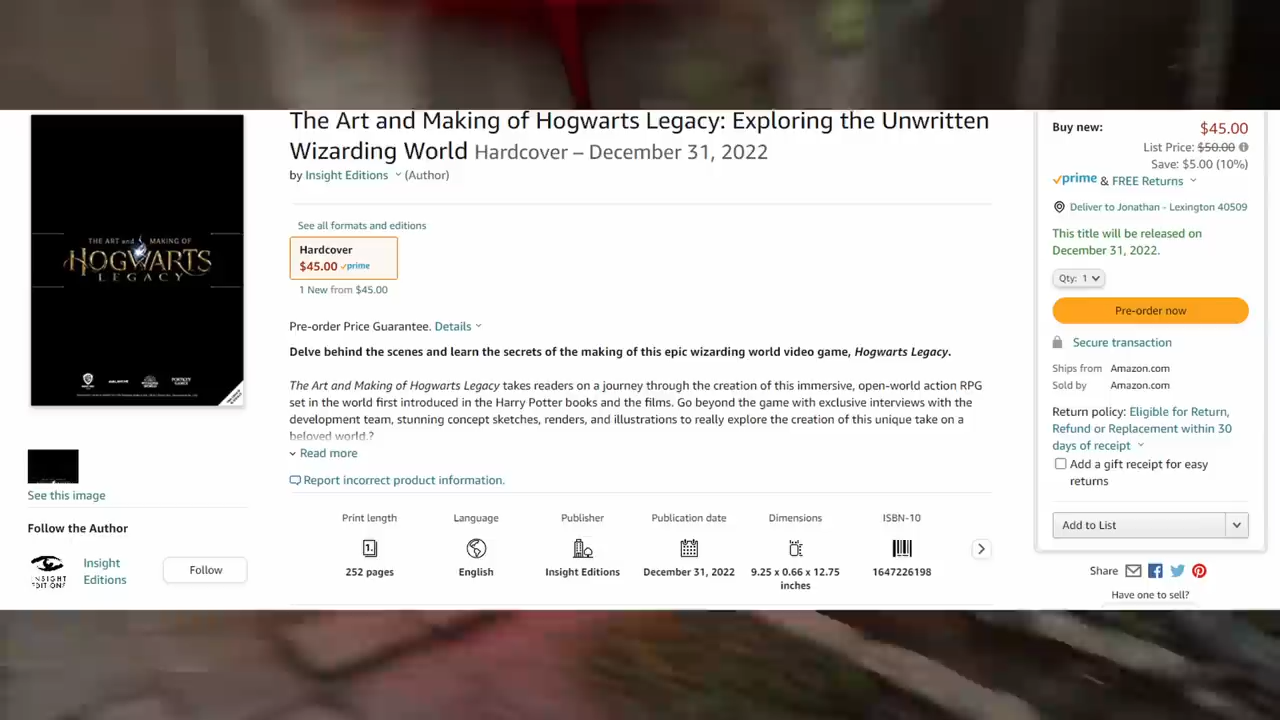 The Art and Making of Hogwarts Legacy: Exploring the Unwritten
Wizarding World Hardcover – December 31, 2022
by Insight Editions (Author)
THE ART and MAKING OF
HOGWARTS
LEGACY
See this image
Follow the Author
INSIGHT
EDITIONS
Insight
Editions
Follow
See all formats and editions
Hardcover
$45.00 prime
1 New from $45.00
Pre-order Price Guarantee. Details
Delve behind the scenes and learn the secrets of the making of this epic wizarding world video game, Hogwarts Legacy.
The Art and Making of Hogwarts Legacy takes readers on a journey through the creation of this immersive, open-world action RPG
set in the world first introduced in the Harry Potter books and the films. Go beyond the game with exclusive interviews with the
development team, stunning concept sketches, renders, and illustrations to really explore the creation of this unique take on a
beloved world.?
Read more
Report incorrect product information.
Print length
1.
252 pages
Language
English
Publisher
Insight Editions
Publication date
December 31, 2022
Dimensions
9.25 x 0.66 x 12.75
inches
ISBN-10
1647226198
Buy new:
$45.00
List Price: $50.00
Save: $5.00 (10%)
prime & FREE Returns
Deliver to Jonathan - Lexington 40509
This title will be released on
December 31, 2022.
Qty: 1
Pre-order now
Secure transaction
Ships from Amazon.com
Sold by Amazon.com
Return policy: Eligible for Return,
Refund or Replacement within 30
days of receipt
Add a gift receipt for easy
returns
Add to List
Share
Have one to sell?